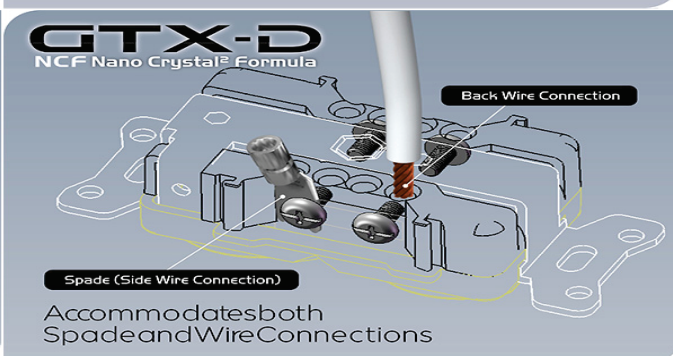 GTX-D
NCF Nano Crystal² Formula
Back Wire Connection
Spade (Side Wire Connection)
Accommodatesboth
SpadeandWireConnections